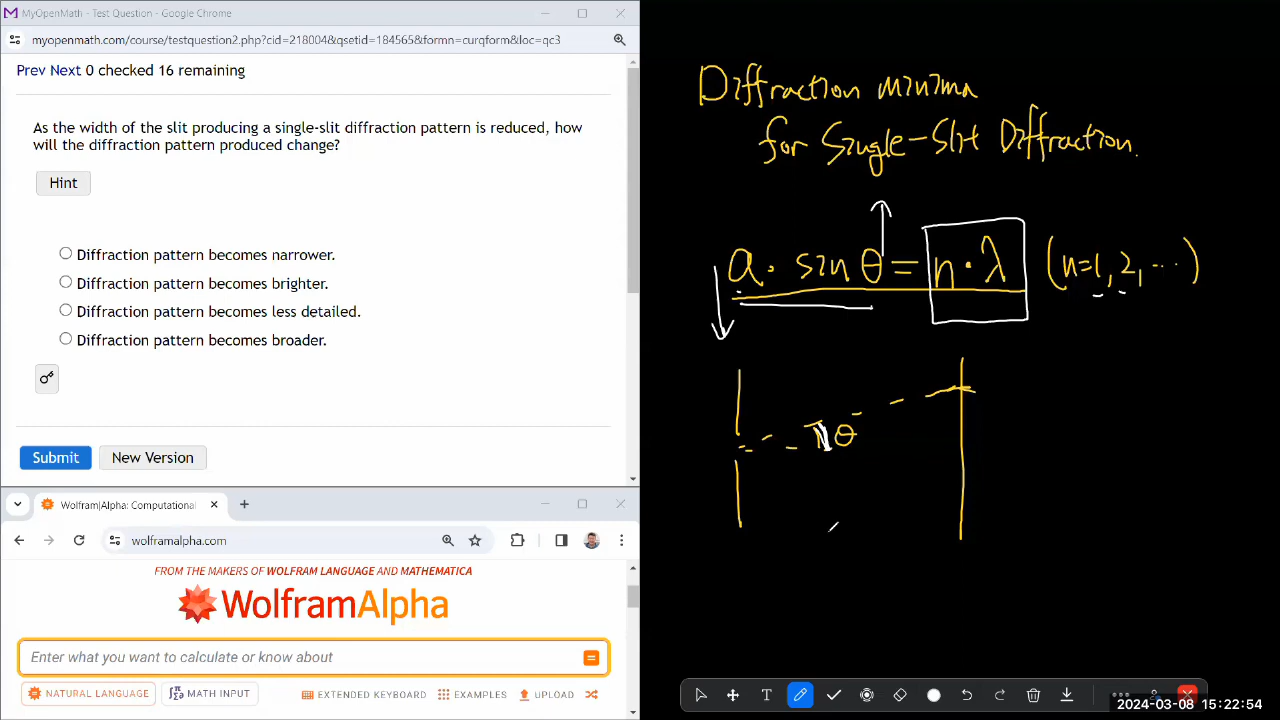 MyOpenMath - Test Question - Google Chrome
myopenmath.com/course/testquestion2.php?cid=218004&qsetid=184565&formn=curqform&loc=qc3
Prev Next 0 checked 16 remaining
As the width of the slit producing a single-slit diffraction pattern is reduced, how
will the diffraction pattern produced change?
Hint
Diffraction pattern becomes narrower.
Diffraction pattern becomes brighter.
Diffraction pattern becomes less detailed.
Diffraction pattern becomes broader.
Submit New Version
Wolfram|Alpha: Computational
wolframalpha.com
FROM THE MAKERS OF WOLFRAM LANGUAGE AND MATHEMATICA
WolframAlpha
Enter what you want to calculate or know about
NATURAL LANGUAGE MATH INPUT EXTENDED KEYBOARD EXAMPLES UPLOAD
Diffraction minima
for Single-Slit Diffraction.
a · sin θ = n · λ (n=1, 2, ...)
θ
T
2024-03-08 15:22:54